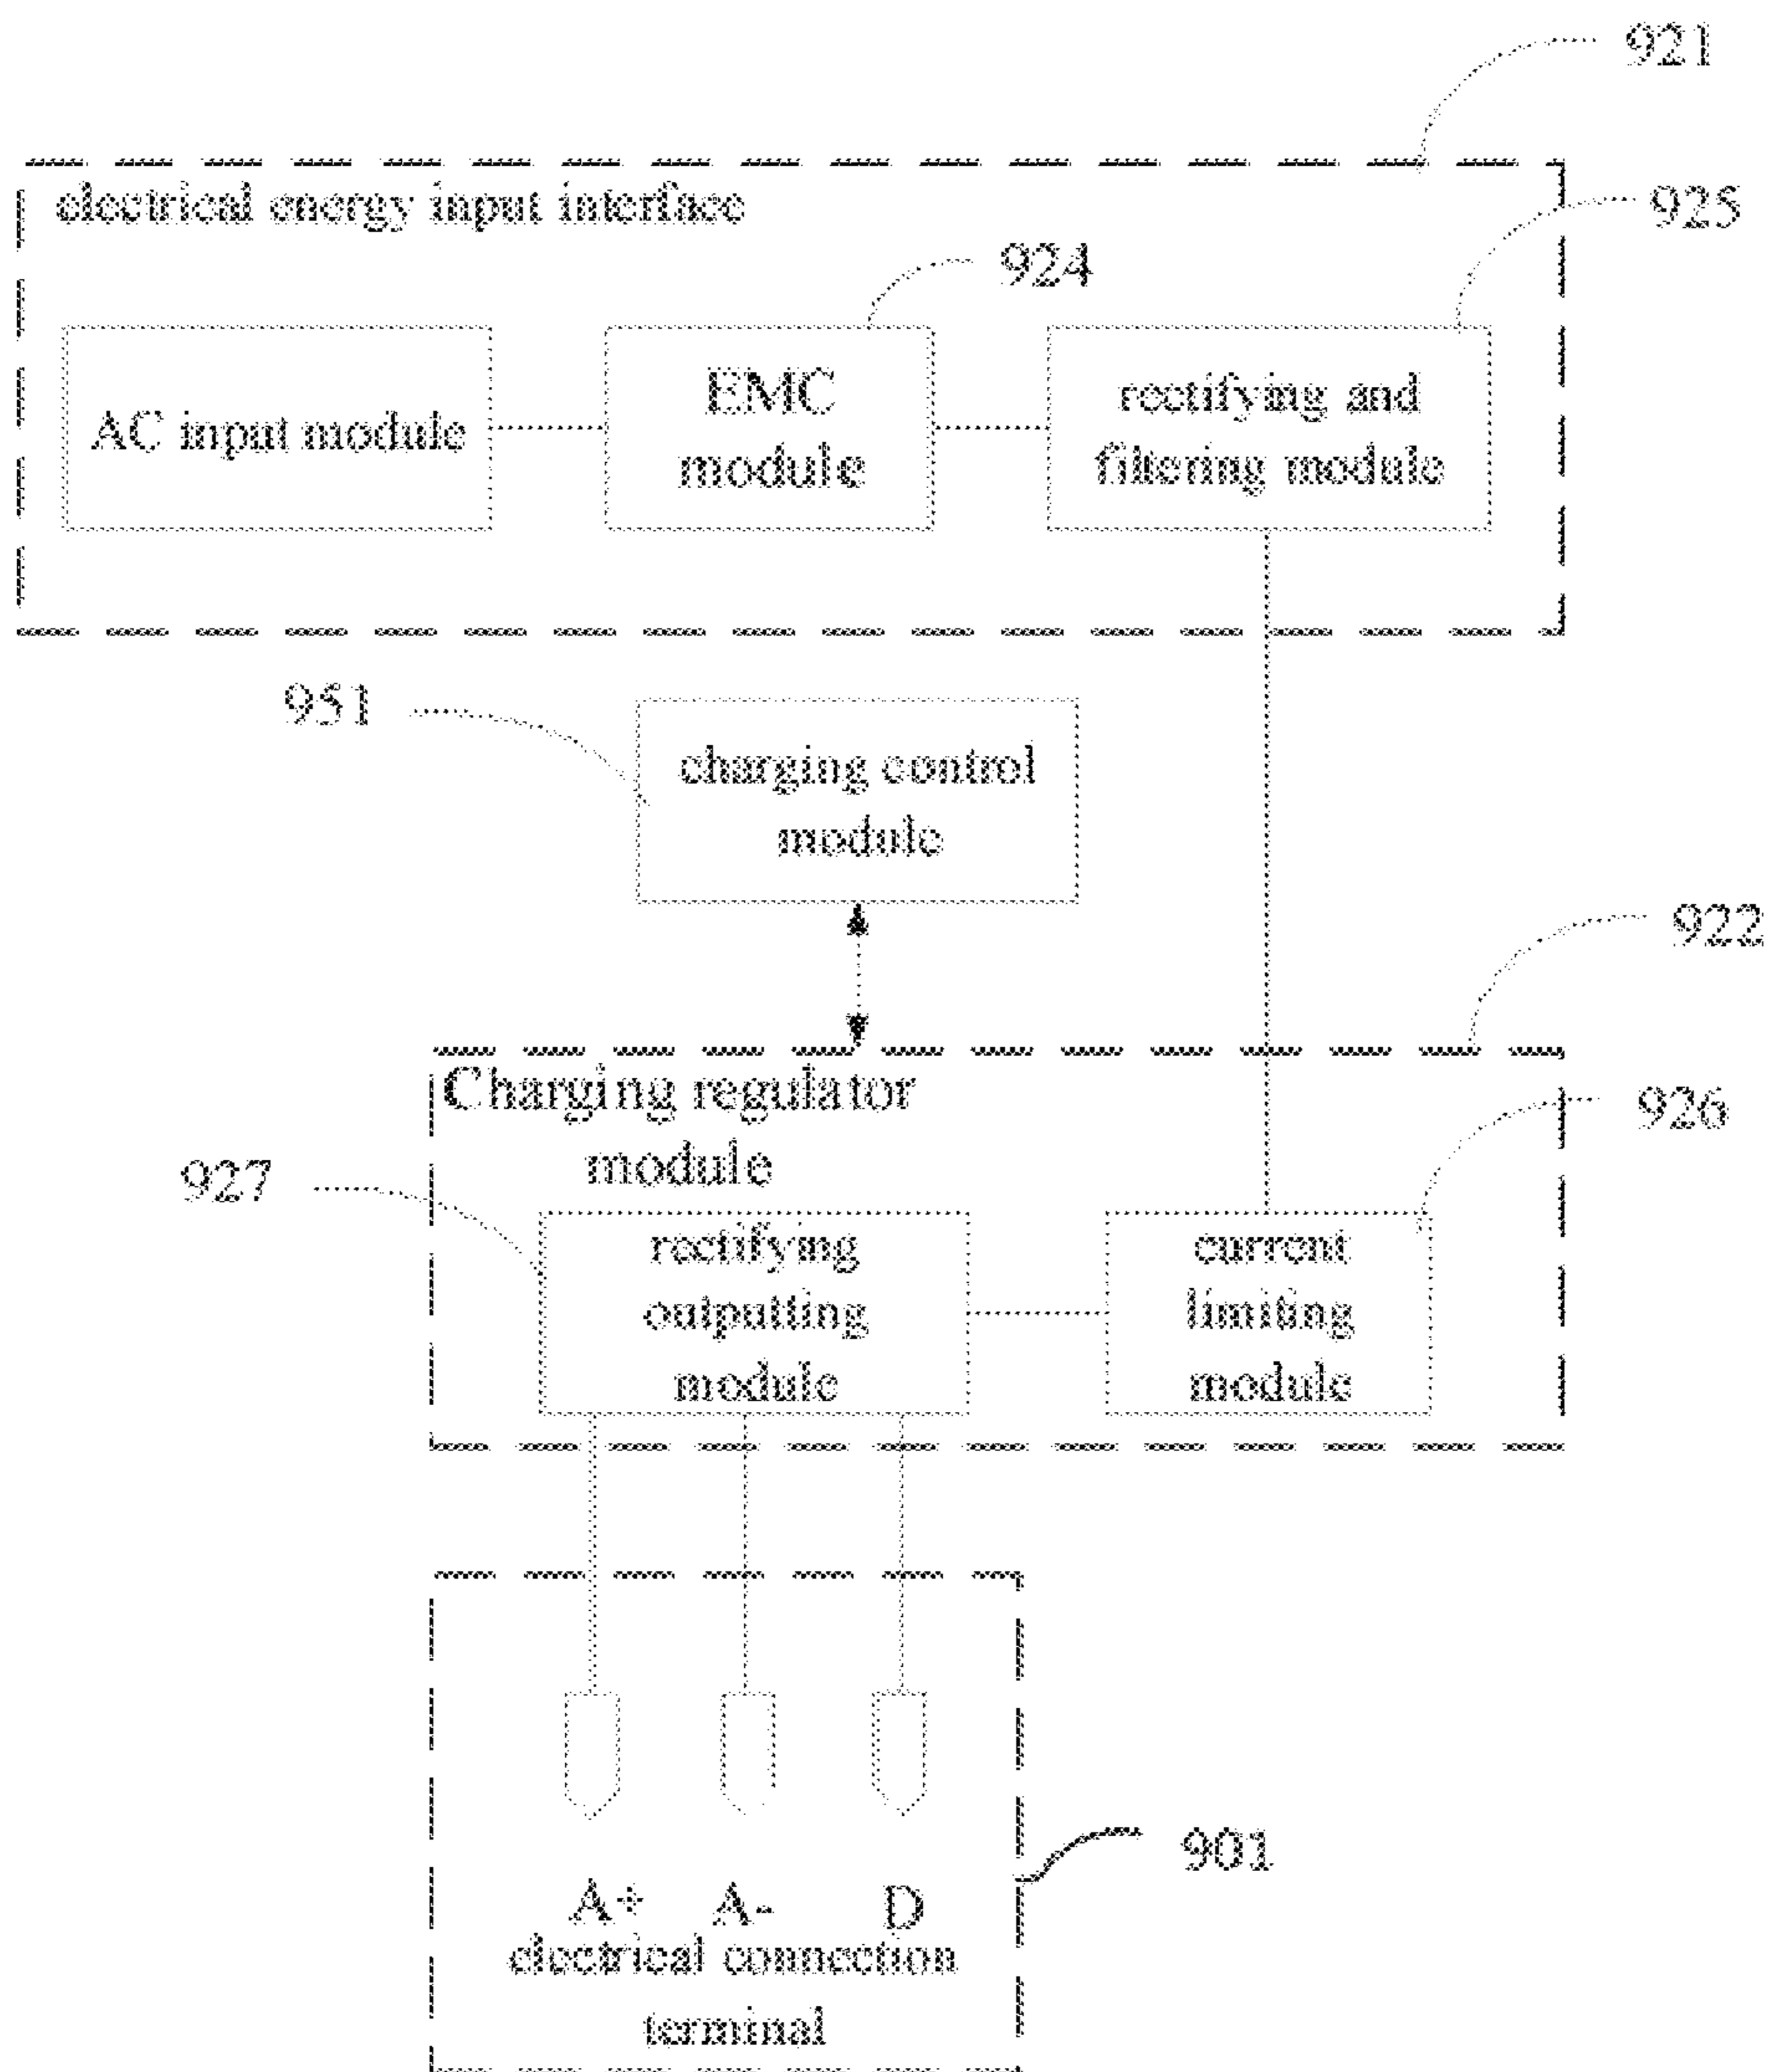 921
electrical energy input interface
925
924
AC input module
EMC
module
rectifying and
filtering module
951
charging control
module
922
Charging regulator
module
926
927
rectifying
outputting
module
current
limiting
module
901
A+ A- D
electrical connection
terminal